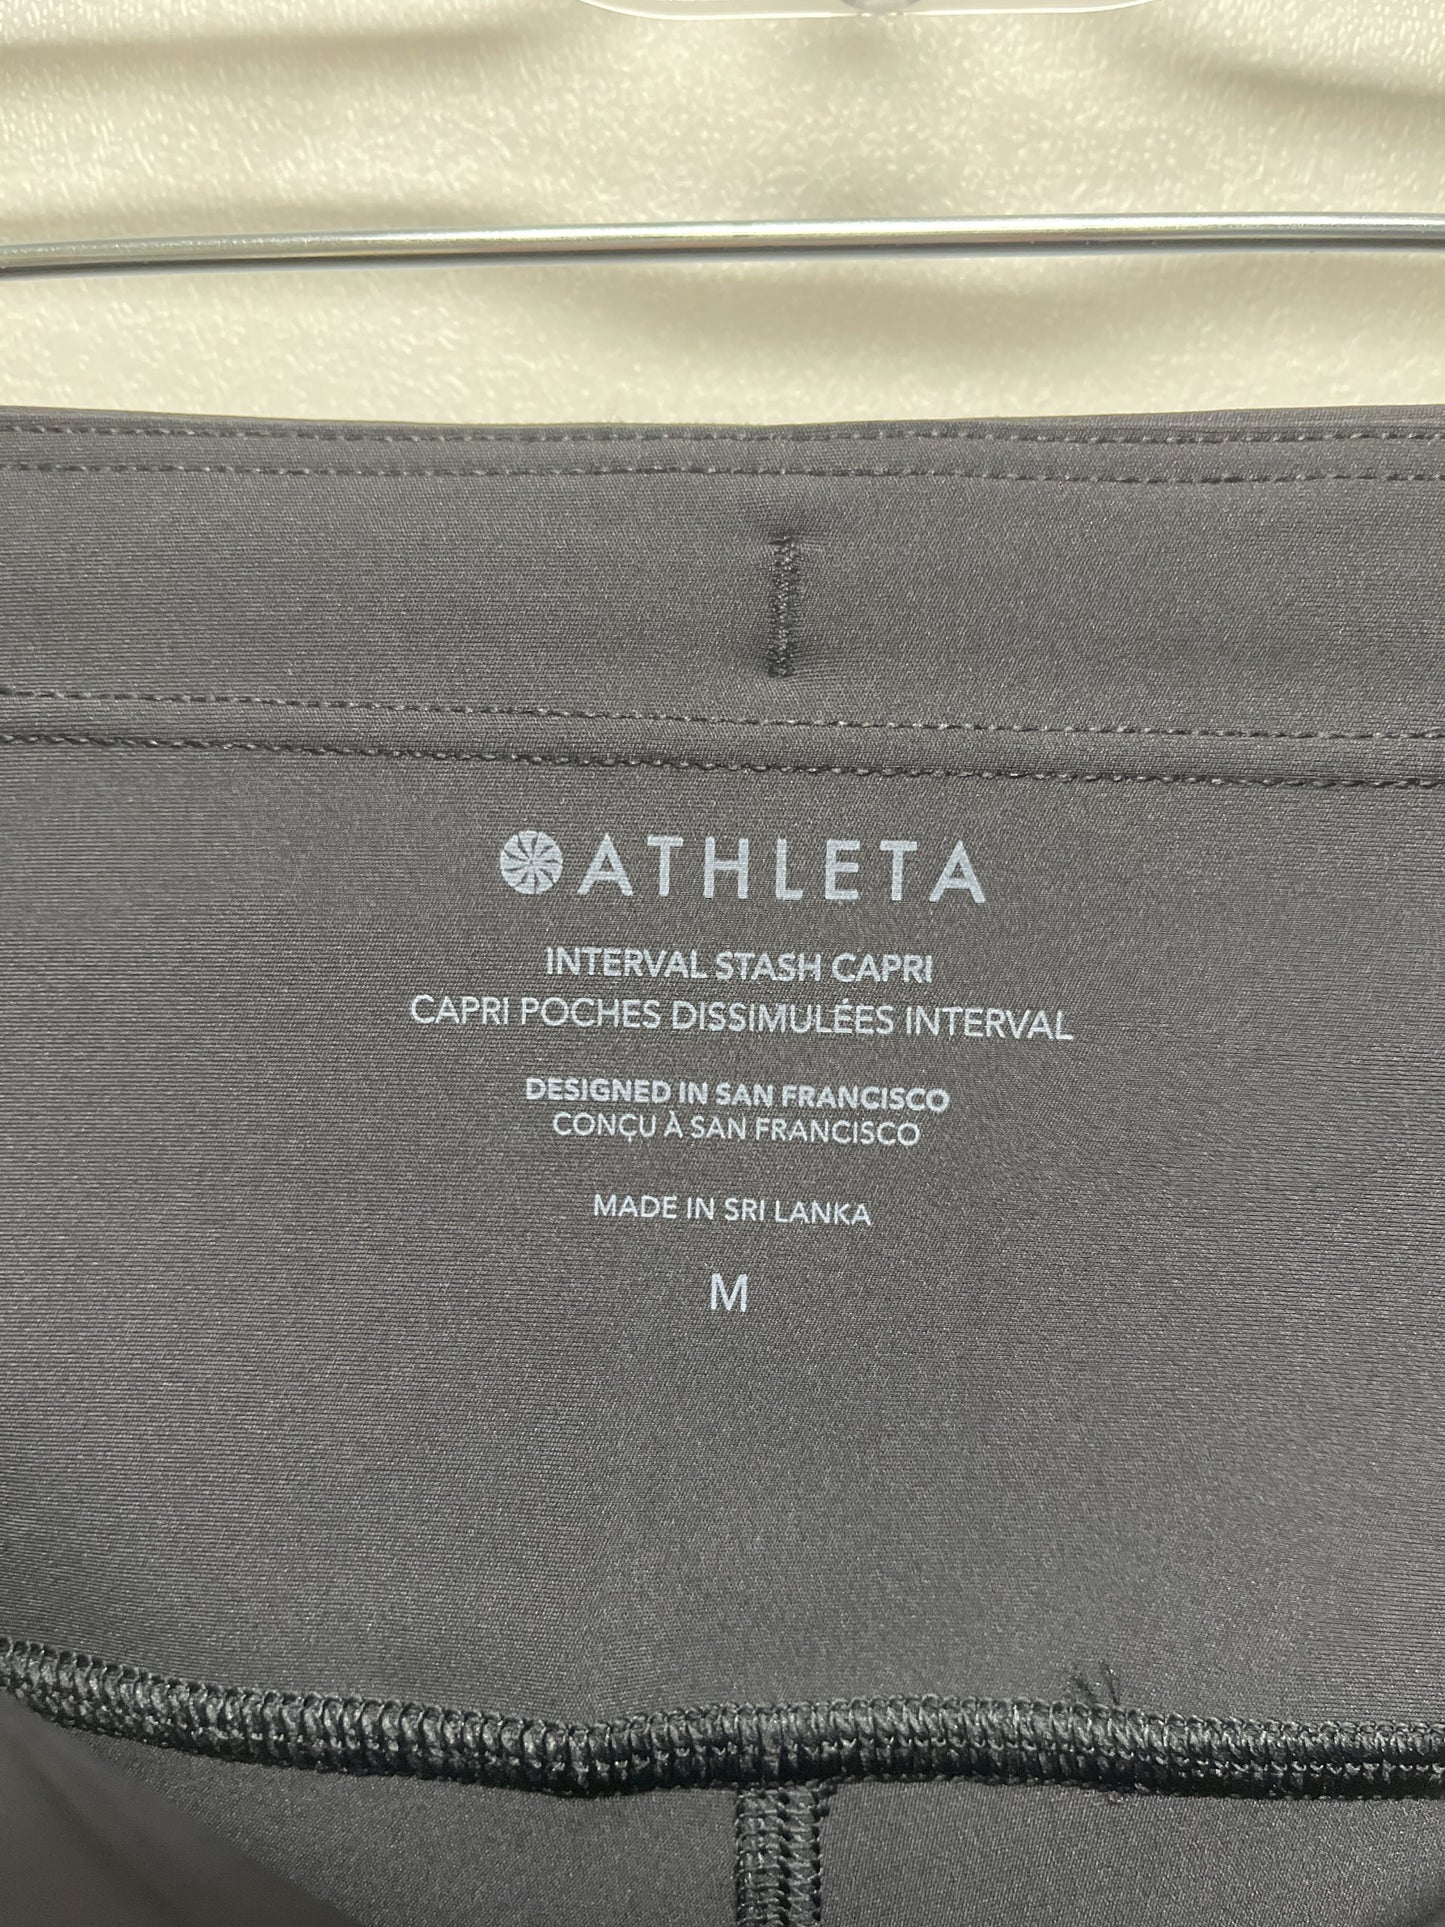 ATHLETA
INTERVAL STASH CAPRI
CAPRI POCHES DISSIMULÉES INTERVAL
DESIGNED IN SAN FRANCISCO
CONÇU À SAN FRANCISCO
MADE IN SRI LANKA
M